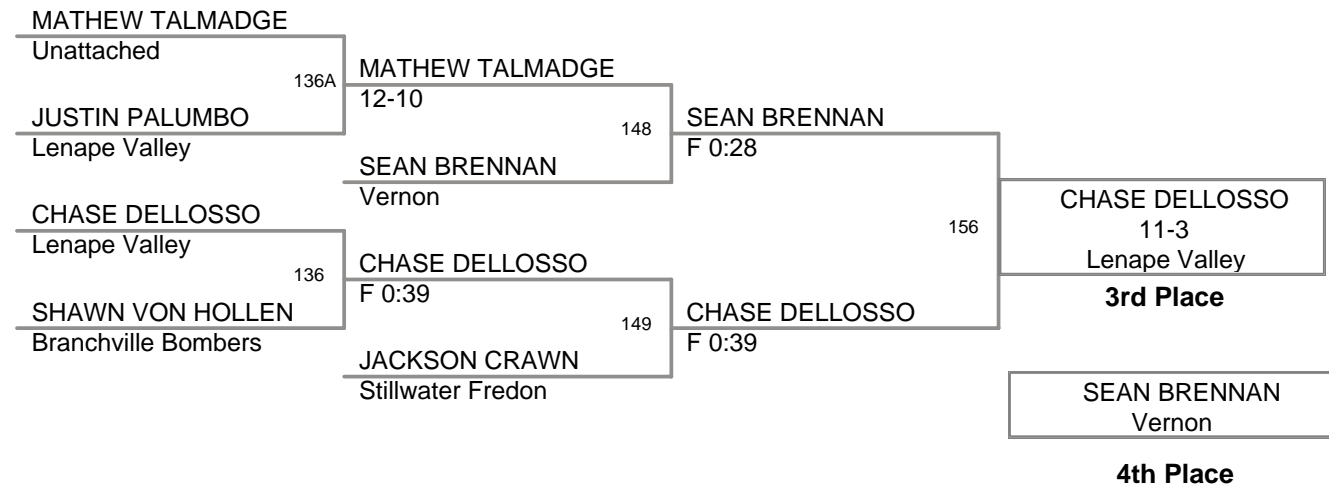 MATHEW TALMADGE
Unattached
136A
JUSTIN PALUMBO
Lenape Valley
CHASE DELLOSSO
Lenape Valley
136
SHAWN VON HOLLEN
Branchville Bombers
MATHEW TALMADGE
12-10
148
SEAN BRENNAN
Vernon
CHASE DELLOSSO
F 0:39
149
JACKSON CRAWN
Stillwater Fredon
SEAN BRENNAN
F 0:28
156
CHASE DELLOSSO
F 0:39
CHASE DELLOSSO
11-3
Lenape Valley
3rd Place
SEAN BRENNAN
Vernon
4th Place